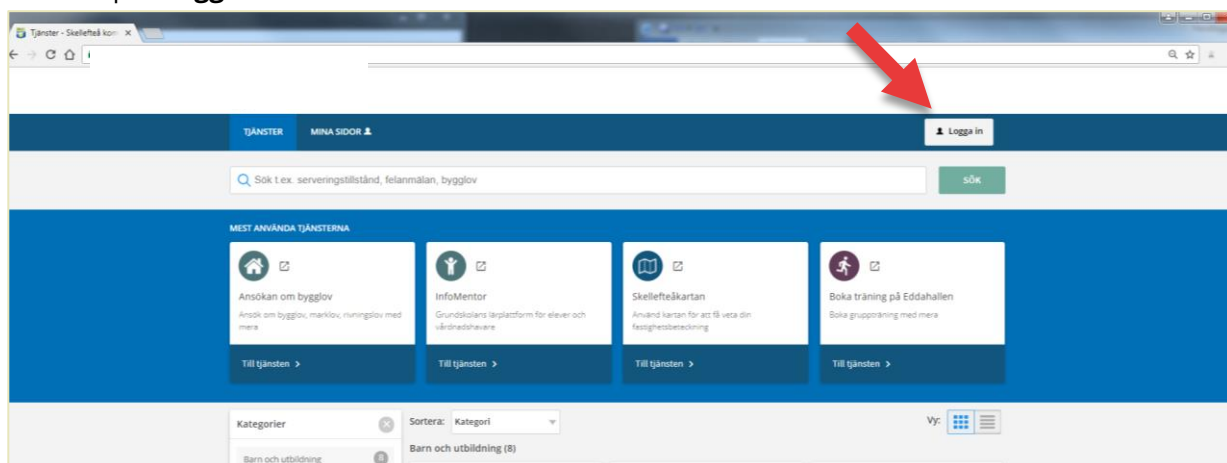 Tjänster - Skellefteå kom
TJÄNSTER
MINA SIDOR
Logga in
Sök t.ex. serveringstillstånd, felanmälan, bygglov
SÖK
MEST ANVÄNDA TJÄNSTERNA
Ansökan om bygglov
Ansök om bygglov, marklov, rivningslov med
mera
Till tjänsten >
InfoMentor
Grundskolans lärplattform för elever och
vårdnadshavare
Till tjänsten >
Skellefteåkartan
Använd kartan för att få veta din
fastighetsbeteckning
Till tjänsten >
Boka träning på Eddahallen
Boka gruppträning med mera
Till tjänsten >
Kategorier
Barn och utbildning 8
Sortera: Kategori
Vy:
Barn och utbildning (8)